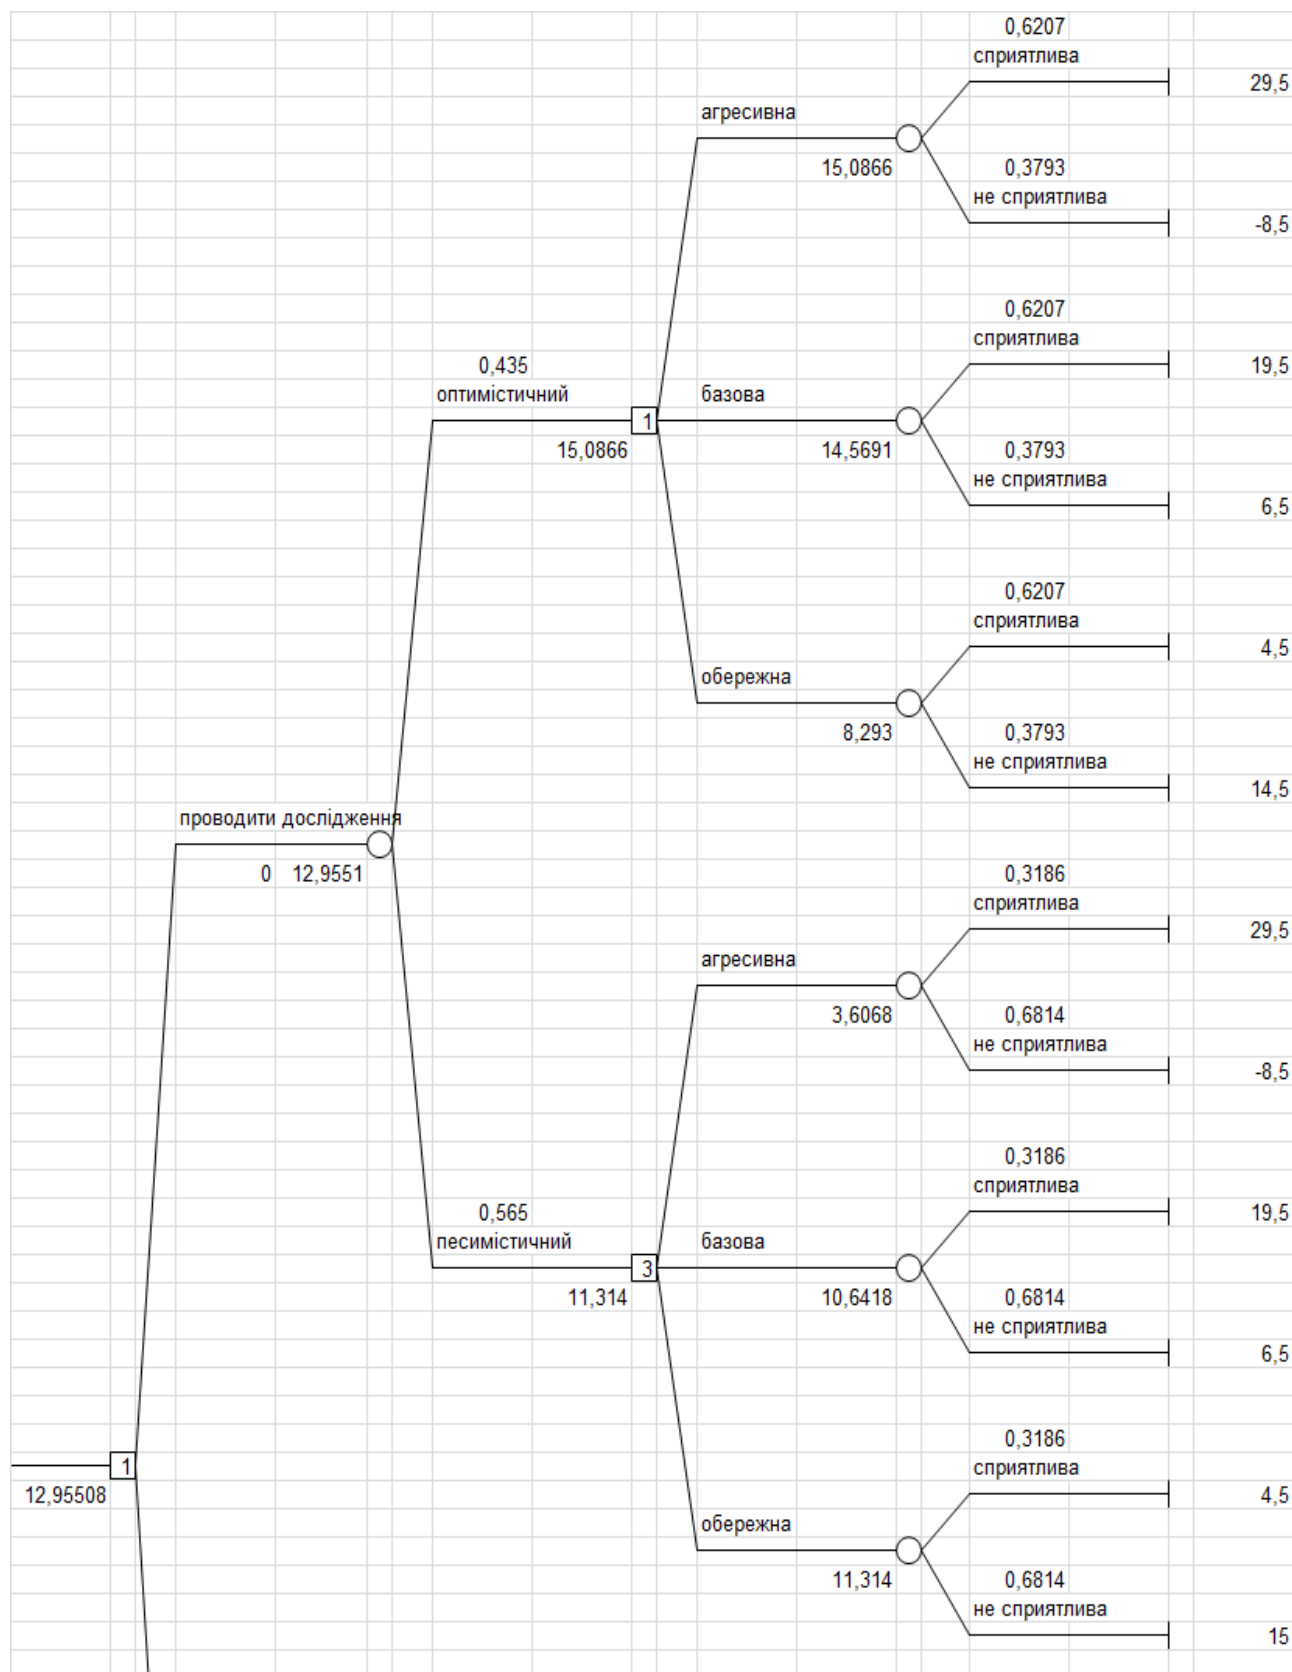 0,6207
сприятлива
29,5
агресивна
15,0866
0,3793
не сприятлива
-8,5
0,6207
сприятлива
19,5
0,435
оптимістичний
1
базова
15,0866
14,5691
0,3793
не сприятлива
6,5
0,6207
сприятлива
4,5
обережна
8,293
0,3793
не сприятлива
14,5
проводити дослідження
0 12,9551
0,3186
сприятлива
29,5
агресивна
3,6068
0,6814
не сприятлива
-8,5
0,3186
сприятлива
19,5
0,565
песимістичний
3
базова
11,314
10,6418
0,6814
не сприятлива
6,5
0,3186
сприятлива
4,5
1
12,95508
обережна
11,314
0,6814
не сприятлива
15